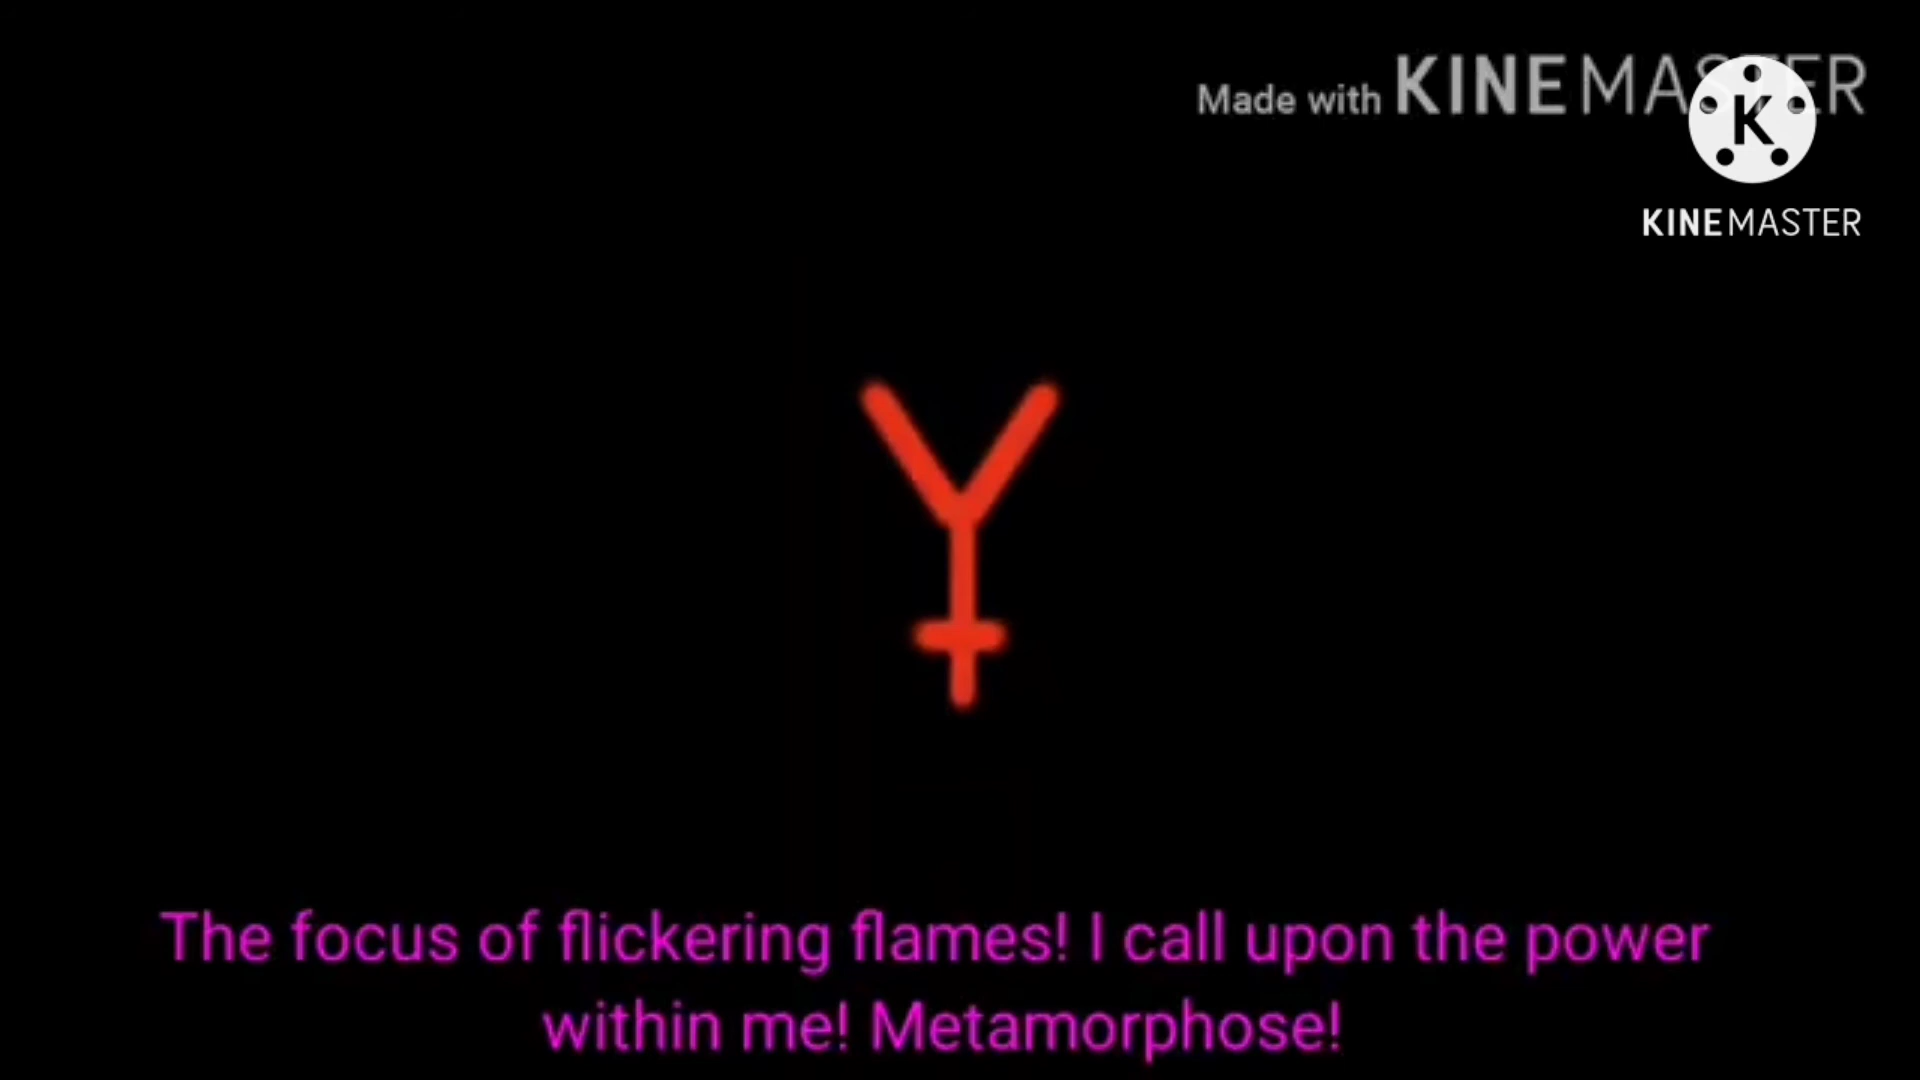 Made with KINEMASTER
K
KINEMASTER
The focus of flickering flames! I call upon the power
within me! Metamorphose!